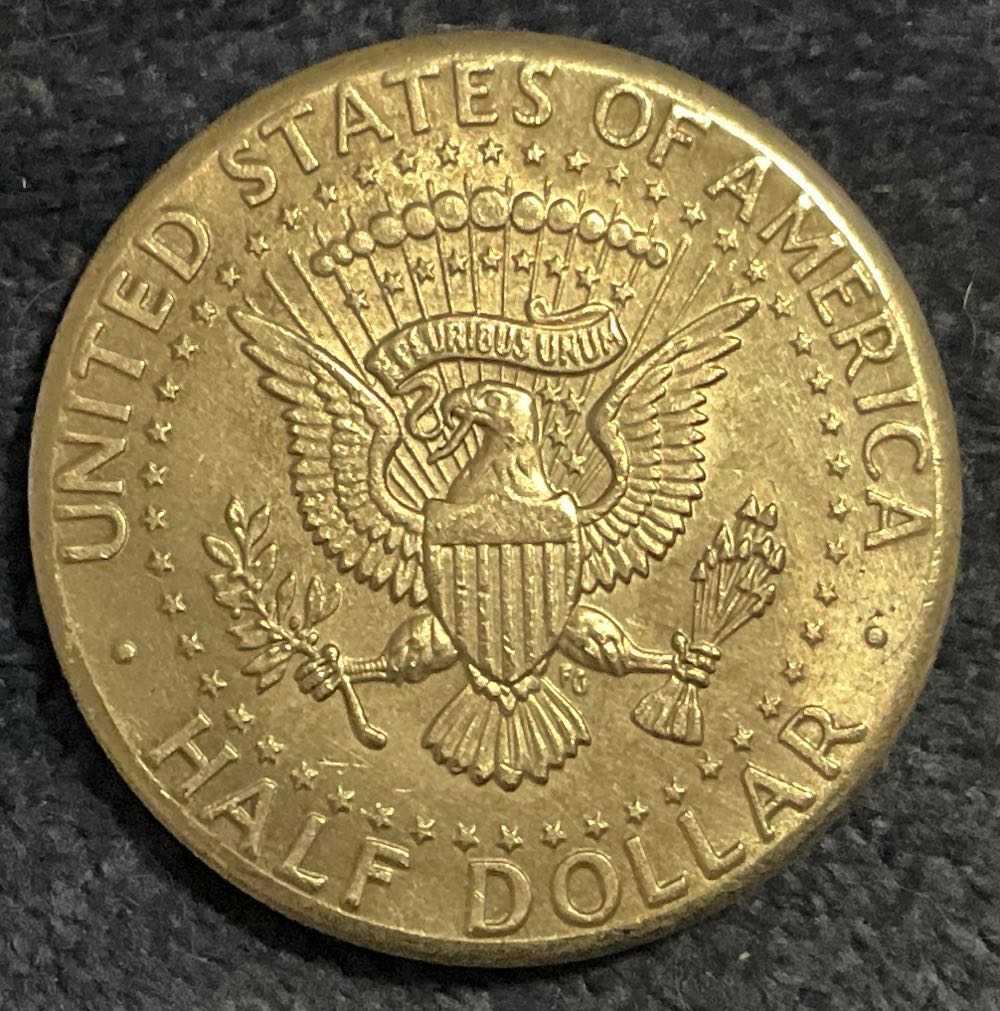 UNITED STATES OF AMERICA
E PLURIBUS UNUM
FG
HALF DOLLAR